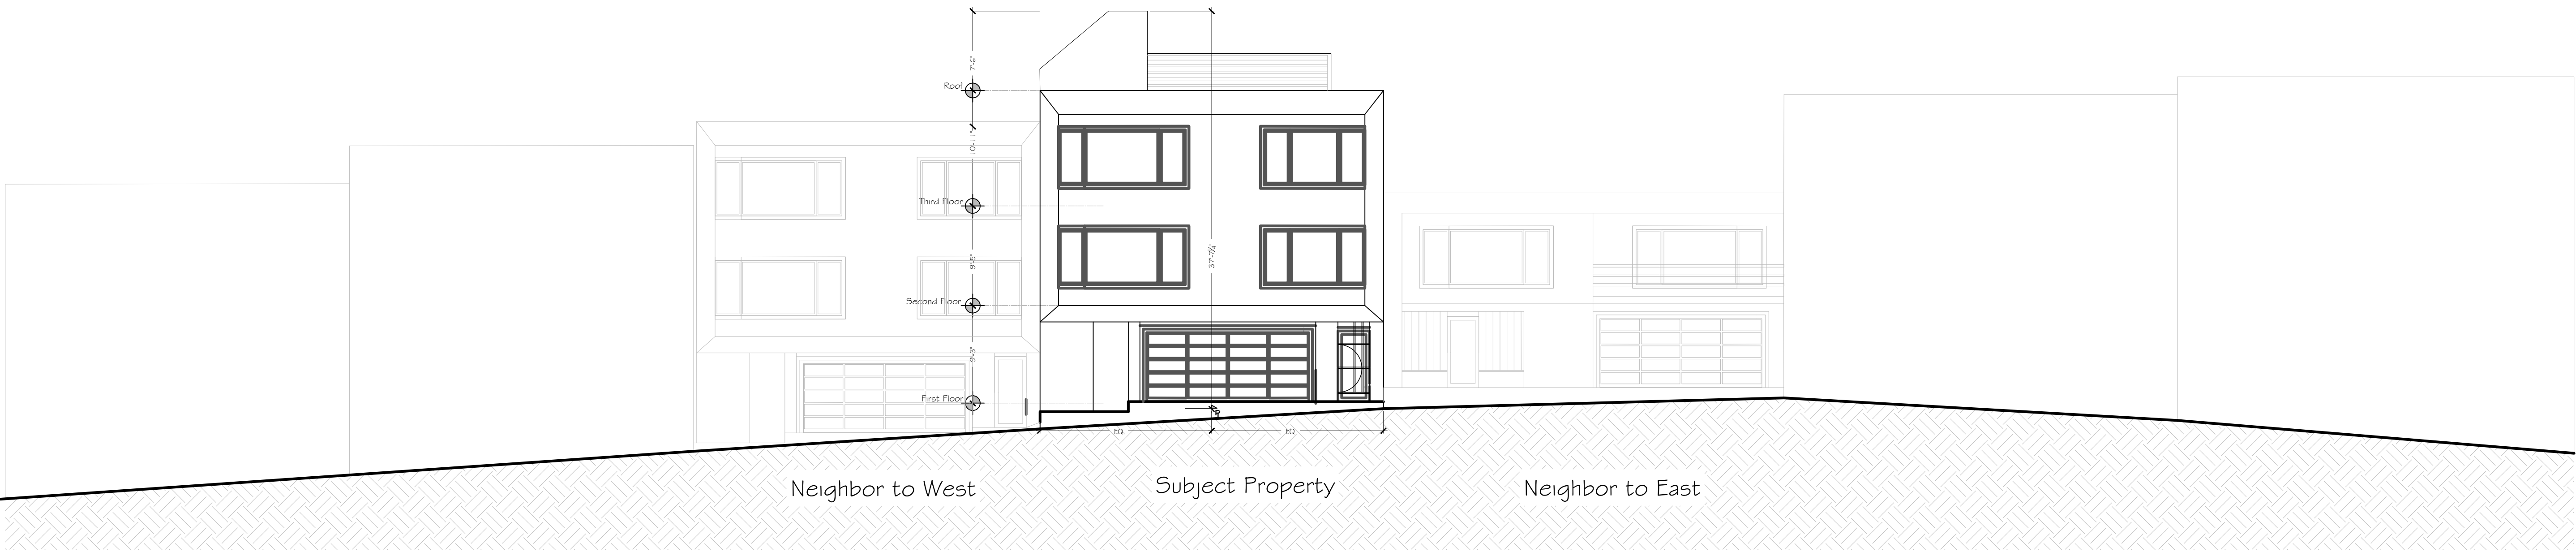 7'-6"
Roof
10'-11"
Third Floor
9'-5"
37'-7¼"
Second Floor
9'-3"
First Floor
EQ EQ
Neighbor to West Subject Property Neighbor to East